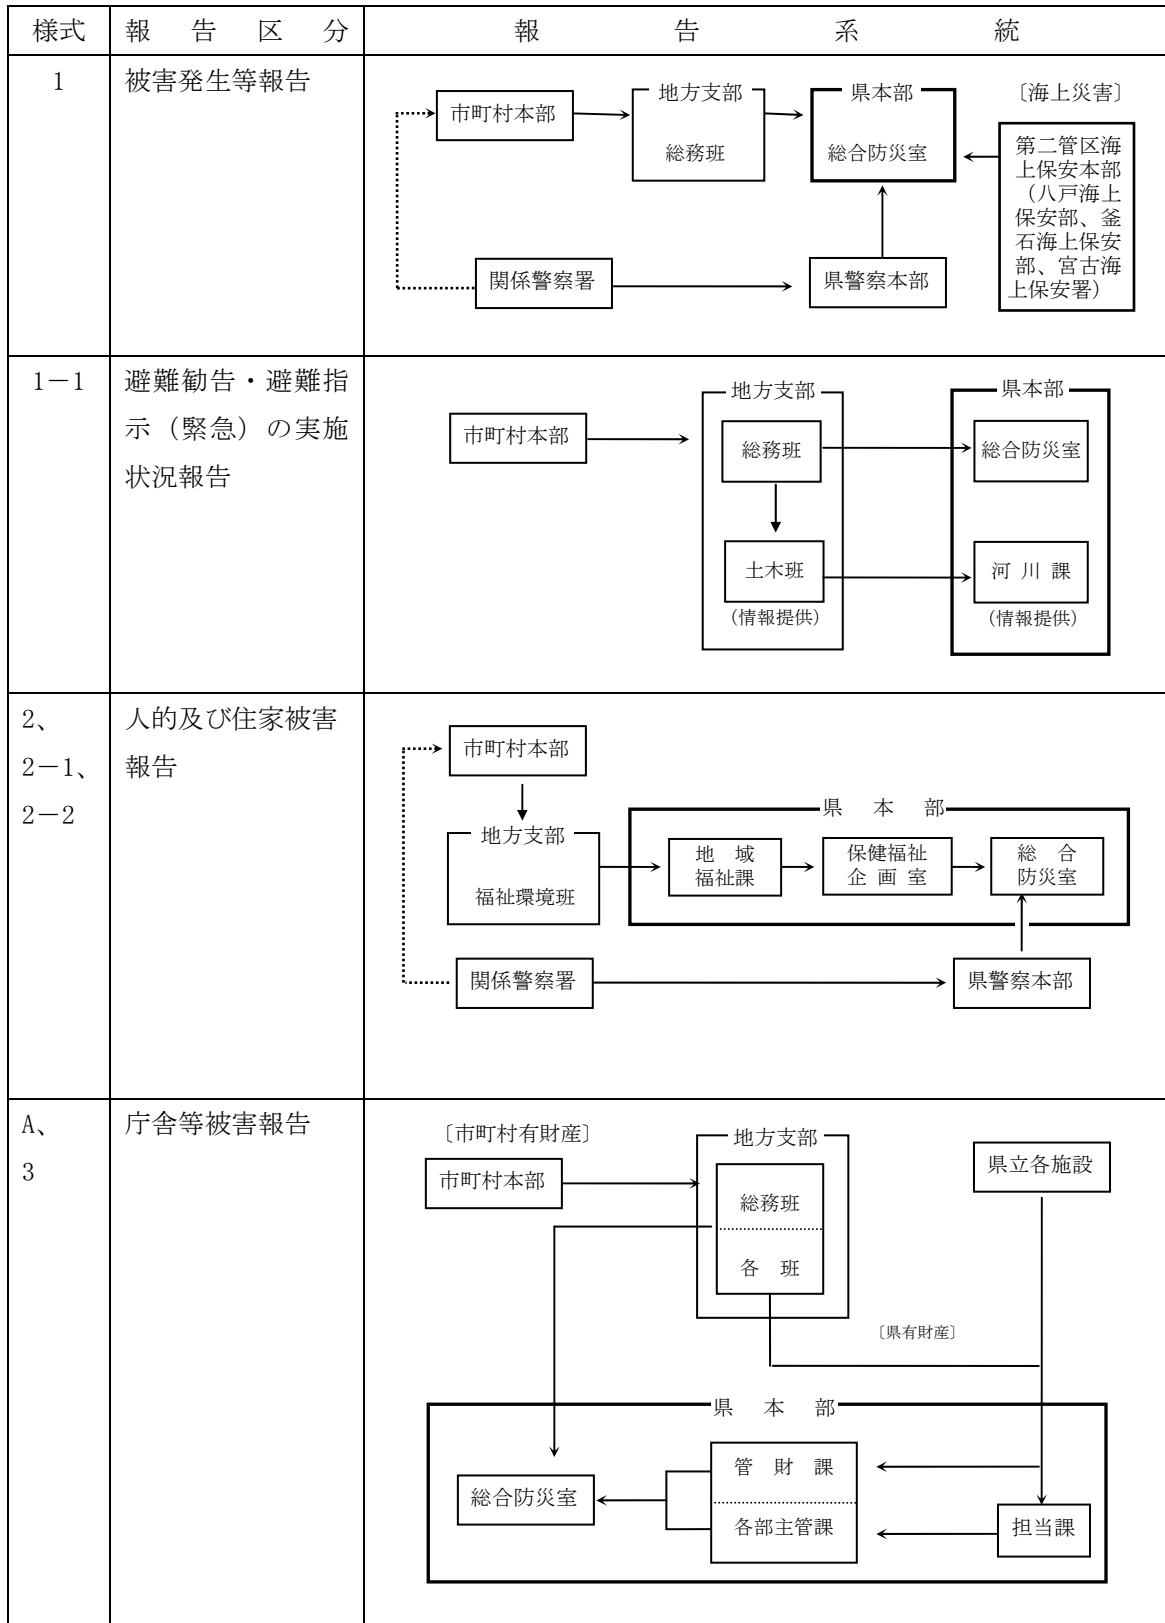 様式
報告区分
報告系統
1
被害発生等報告
市町村本部
地方支部
総務班
県本部
総合防災室
〔海上災害〕
第二管区海
上保安本部
（八戸海上
保安部、釜
石海上保安
部、宮古海
上保安署）
関係警察署
県警察本部
1－1
避難勧告・避難指
示（緊急）の実施
状況報告
市町村本部
地方支部
総務班
土木班
（情報提供）
県本部
総合防災室
河川課
（情報提供）
2、
2－1、
2－2
人的及び住家被害
報告
市町村本部
地方支部
福祉環境班
県本部
地域
福祉課
保健福祉
企画室
総合
防災室
関係警察署
県警察本部
A、
3
庁舎等被害報告
〔市町村有財産〕
市町村本部
地方支部
総務班
各班
県立各施設
〔県有財産〕
県本部
総合防災室
管財課
各部主管課
担当課